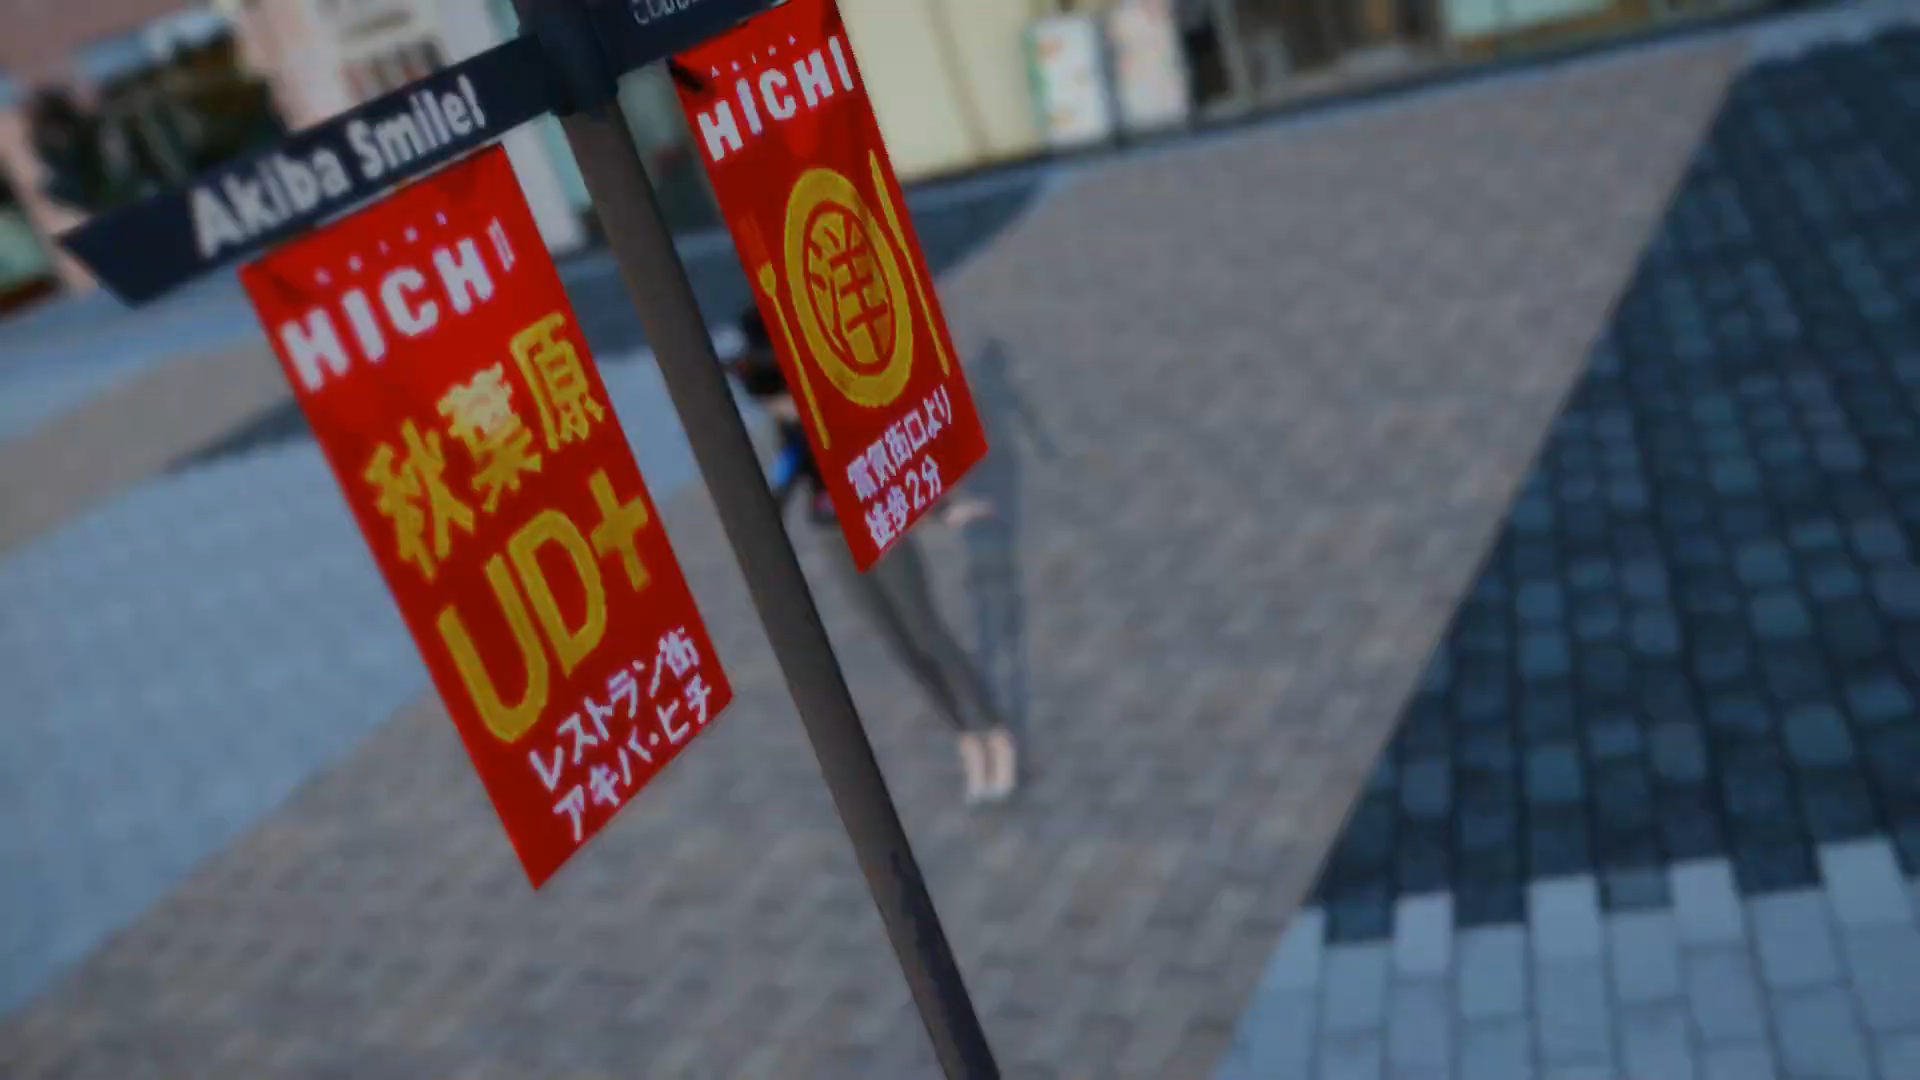 Akiba Smile!
HICHI
秋葉原
UD+
レストラン街
アキバ・ヒチ
HICHI
洋
電気街口より
徒歩2分